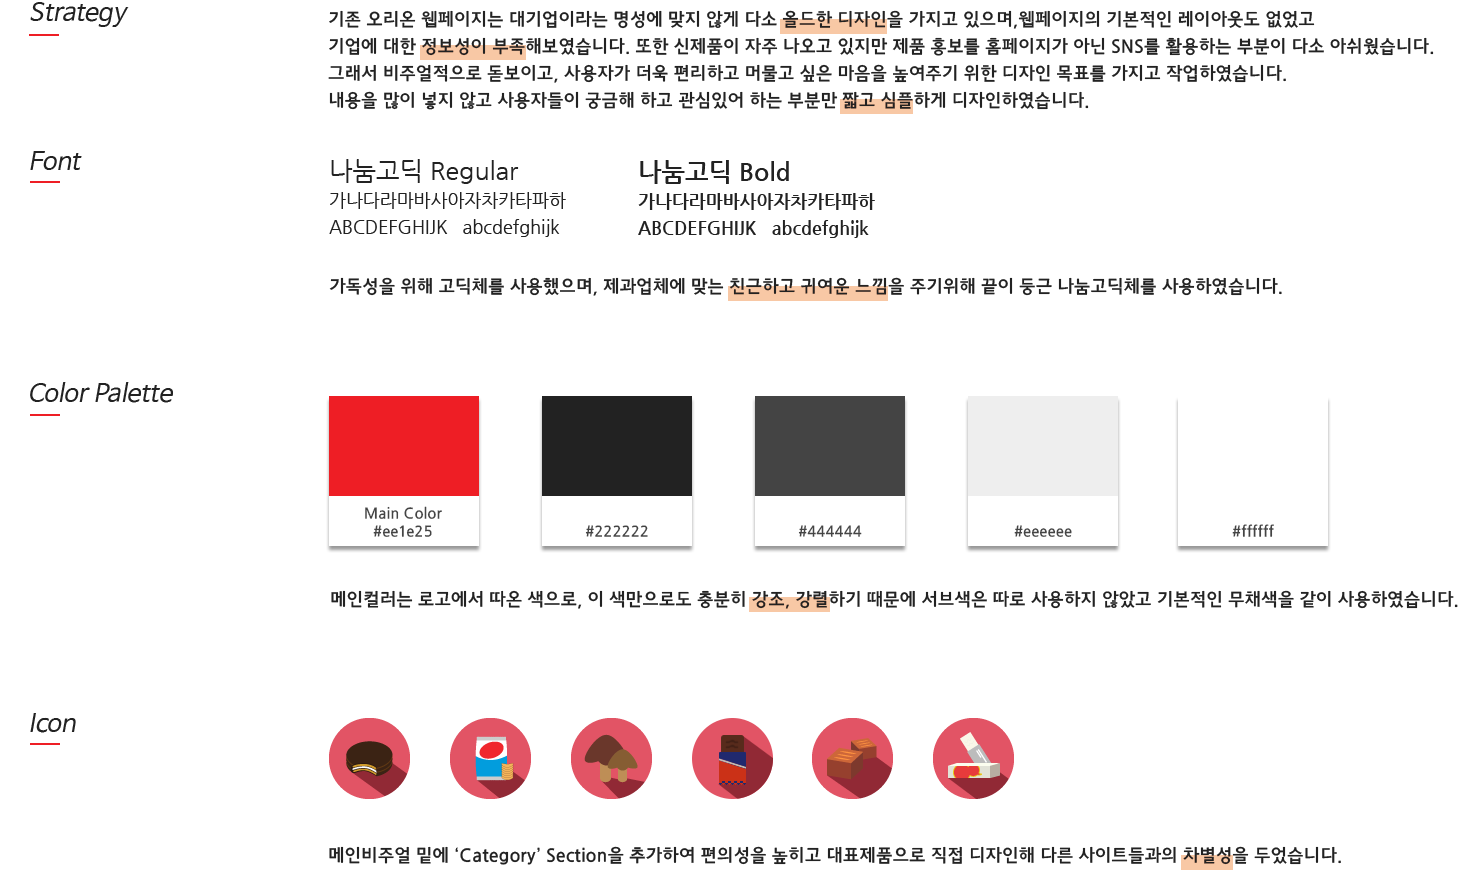 Strategy
기존 오리온 웹페이지는 대기업이라는 명성에 맞지 않게 다소 올드한 디자인을 가지고 있으며,웹페이지의 기본적인 레이아웃도 없었고
기업에 대한 정보성이 부족해보였습니다. 또한 신제품이 자주 나오고 있지만 제품 홍보를 홈페이지가 아닌 SNS를 활용하는 부분이 다소 아쉬웠습니다.
그래서 비주얼적으로 돋보이고, 사용자가 더욱 편리하고 머물고 싶은 마음을 높여주기 위한 디자인 목표를 가지고 작업하였습니다.
내용을 많이 넣지 않고 사용자들이 궁금해 하고 관심있어 하는 부분만 짧고 심플하게 디자인하였습니다.
Font
나눔고딕 Regular
가나다라마바사아자차카타파하
ABCDEFGHIJK abcdefghijk
나눔고딕 Bold
가나다라마바사아자차카타파하
ABCDEFGHIJK abcdefghijk
가독성을 위해 고딕체를 사용했으며, 제과업체에 맞는 친근하고 귀여운 느낌을 주기위해 끝이 둥근 나눔고딕체를 사용하였습니다.
Color Palette
Main Color
#ee1e25
#222222
#444444
#eeeeee
#ffffff
메인컬러는 로고에서 따온 색으로, 이 색만으로도 충분히 강조, 강렬하기 때문에 서브색은 따로 사용하지 않았고 기본적인 무채색을 같이 사용하였습니다.
Icon
메인비주얼 밑에 ‘Category’ Section을 추가하여 편의성을 높히고 대표제품으로 직접 디자인해 다른 사이트들과의 차별성을 두었습니다.